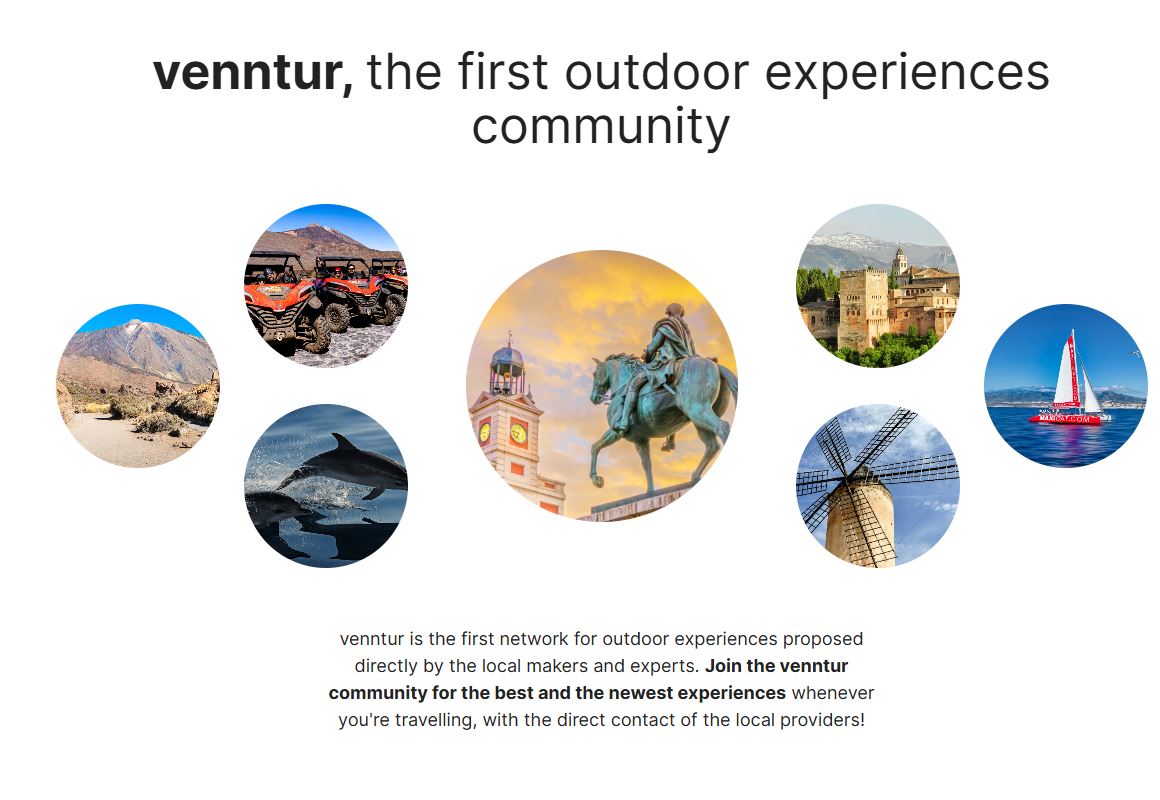 venntur, the first outdoor experiences
community
venntur is the first network for outdoor experiences proposed
directly by the local makers and experts. Join the venntur
community for the best and the newest experiences whenever
you're travelling, with the direct contact of the local providers!